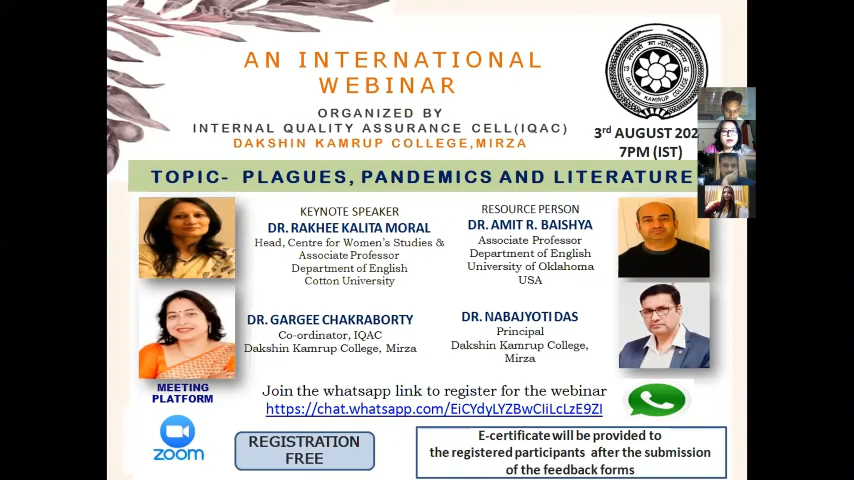 AN INTERNATIONAL
WEBINAR
ORGANIZED BY
INTERNAL QUALITY ASSURANCE CELL(IQAC)
DAKSHIN KAMRUP COLLEGE,MIRZA
3rd AUGUST 202
7PM (IST)
TOPIC- PLAGUES, PANDEMICS AND LITERATURE
KEYNOTE SPEAKER
DR. RAKHEE KALITA MORAL
Head, Centre for Women's Studies &
Associate Professor
Department of English
Cotton University
RESOURCE PERSON
DR. AMIT R. BAISHYA
Associate Professor
Department of English
University of Oklahoma
USA
DR. GARGEE CHAKRABORTY
Co-ordinator, IQAC
Dakshin Kamrup College, Mirza
DR. NABAJYOTI DAS
Principal
Dakshin Kamrup College,
Mirza
MEETING
PLATFORM
zoom
Join the whatsapp link to register for the webinar
https://chat.whatsapp.com/EiCYdyLYZBwCIiLcLzE9ZI
REGISTRATION
FREE
E-certificate will be provided to
the registered participants after the submission
of the feedback forms